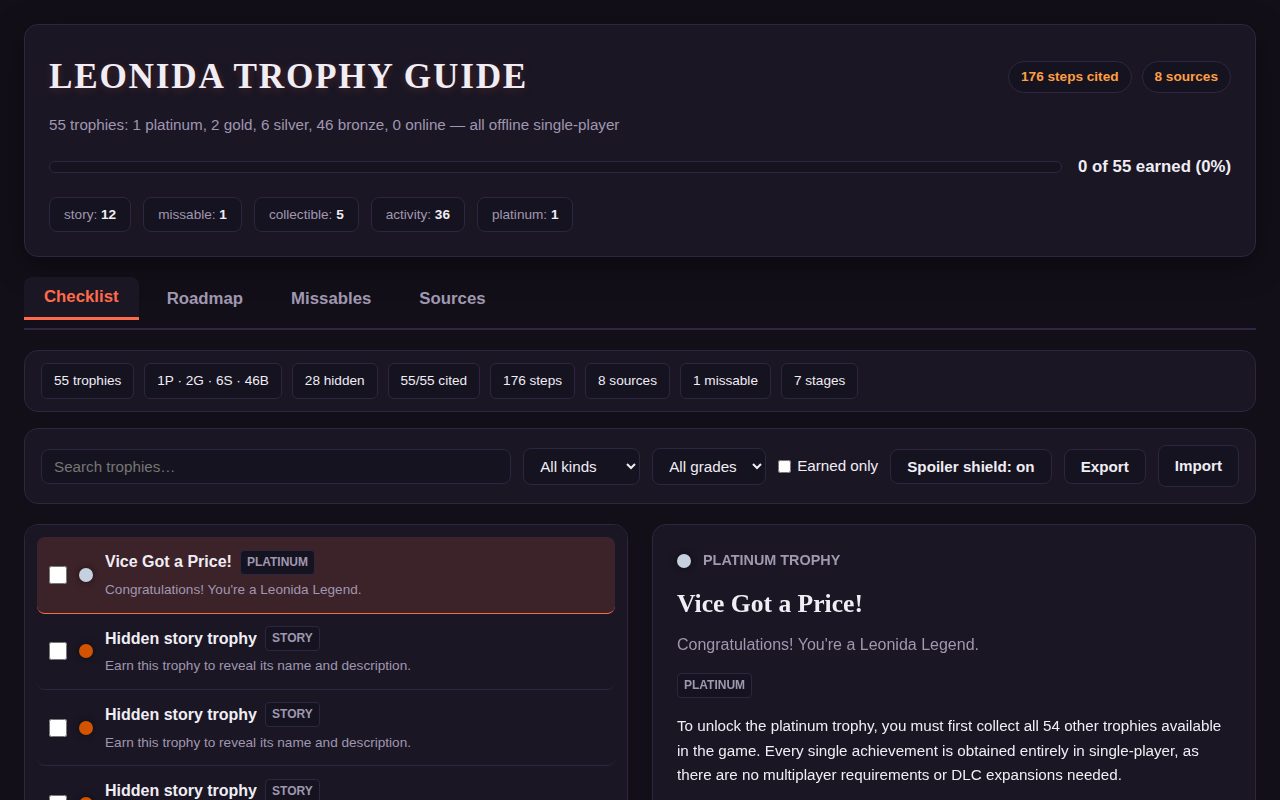 LEONIDA TROPHY GUIDE
176 steps cited
8 sources
55 trophies: 1 platinum, 2 gold, 6 silver, 46 bronze, 0 online — all offline single-player
0 of 55 earned (0%)
story: 12
missable: 1
collectible: 5
activity: 36
platinum: 1
Checklist
Roadmap
Missables
Sources
55 trophies
1P · 2G · 6S · 46B
28 hidden
55/55 cited
176 steps
8 sources
1 missable
7 stages
Search trophies…
All kinds
All grades
Earned only
Spoiler shield: on
Export
Import
Vice Got a Price! PLATINUM
Congratulations! You're a Leonida Legend.
Hidden story trophy STORY
Earn this trophy to reveal its name and description.
Hidden story trophy STORY
Earn this trophy to reveal its name and description.
Hidden story trophy STORY
PLATINUM TROPHY
Vice Got a Price!
Congratulations! You're a Leonida Legend.
PLATINUM
To unlock the platinum trophy, you must first collect all 54 other trophies available
in the game. Every single achievement is obtained entirely in single-player, as
there are no multiplayer requirements or DLC expansions needed.